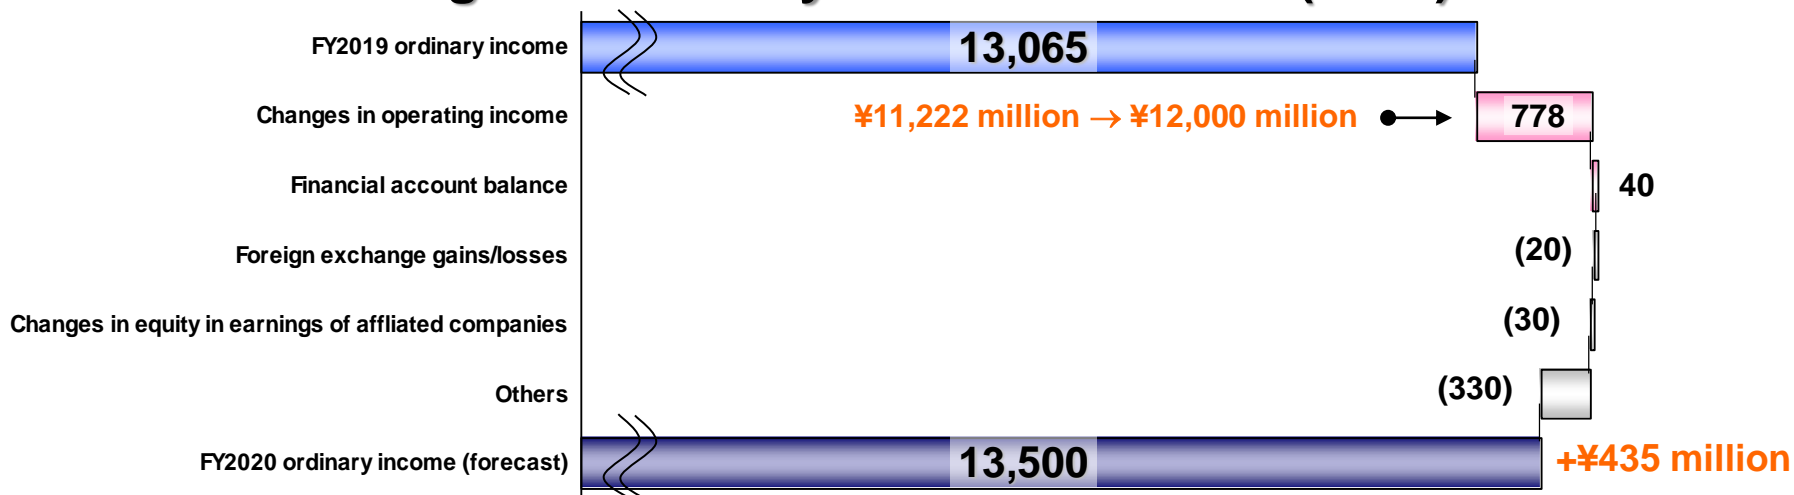 FY2019 ordinary income 13,065
Changes in operating income ¥11,222 million → ¥12,000 million 778
Financial account balance 40
Foreign exchange gains/losses (20)
Changes in equity in earnings of affliated companies (30)
Others (330)
FY2020 ordinary income (forecast) 13,500 +¥435 million